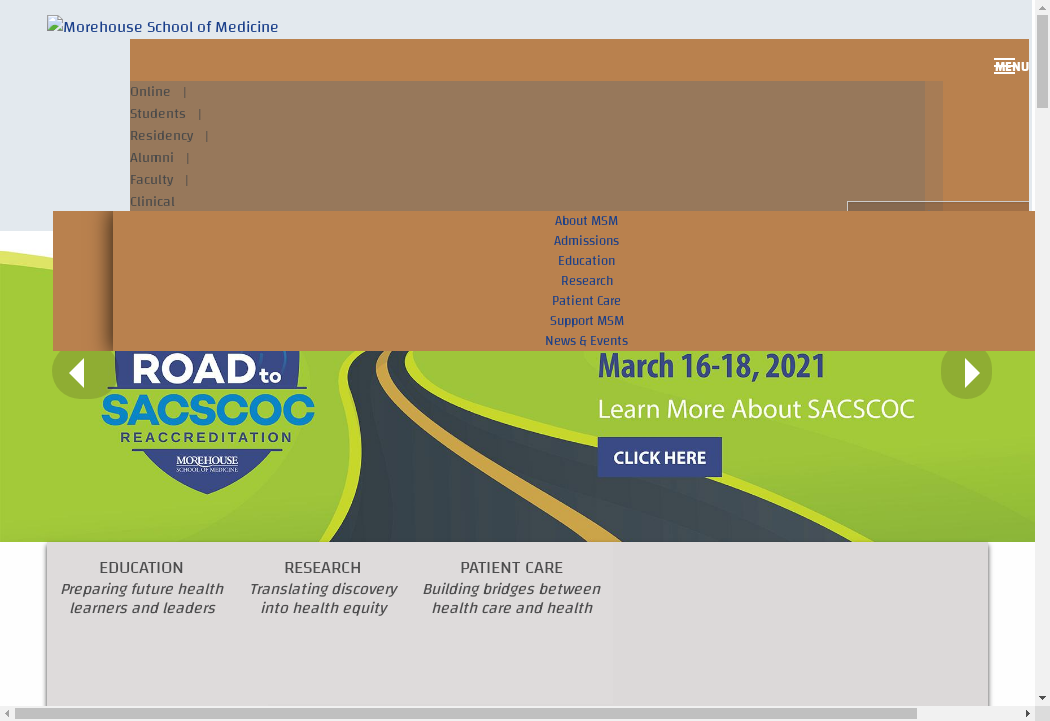 Morehouse School of Medicine
MENU
Online |
Students |
Residency |
Alumni |
Faculty |
Clinical
About MSM
Admissions
Education
Research
Patient Care
Support MSM
News & Events
ROAD to
SACSCOC
REACCREDITATION
MOREHOUSE
SCHOOL OF MEDICINE
March 16-18, 2021
Learn More About SACSCOC
CLICK HERE
EDUCATION
Preparing future health
learners and leaders
RESEARCH
Translating discovery
into health equity
PATIENT CARE
Building bridges between
health care and health